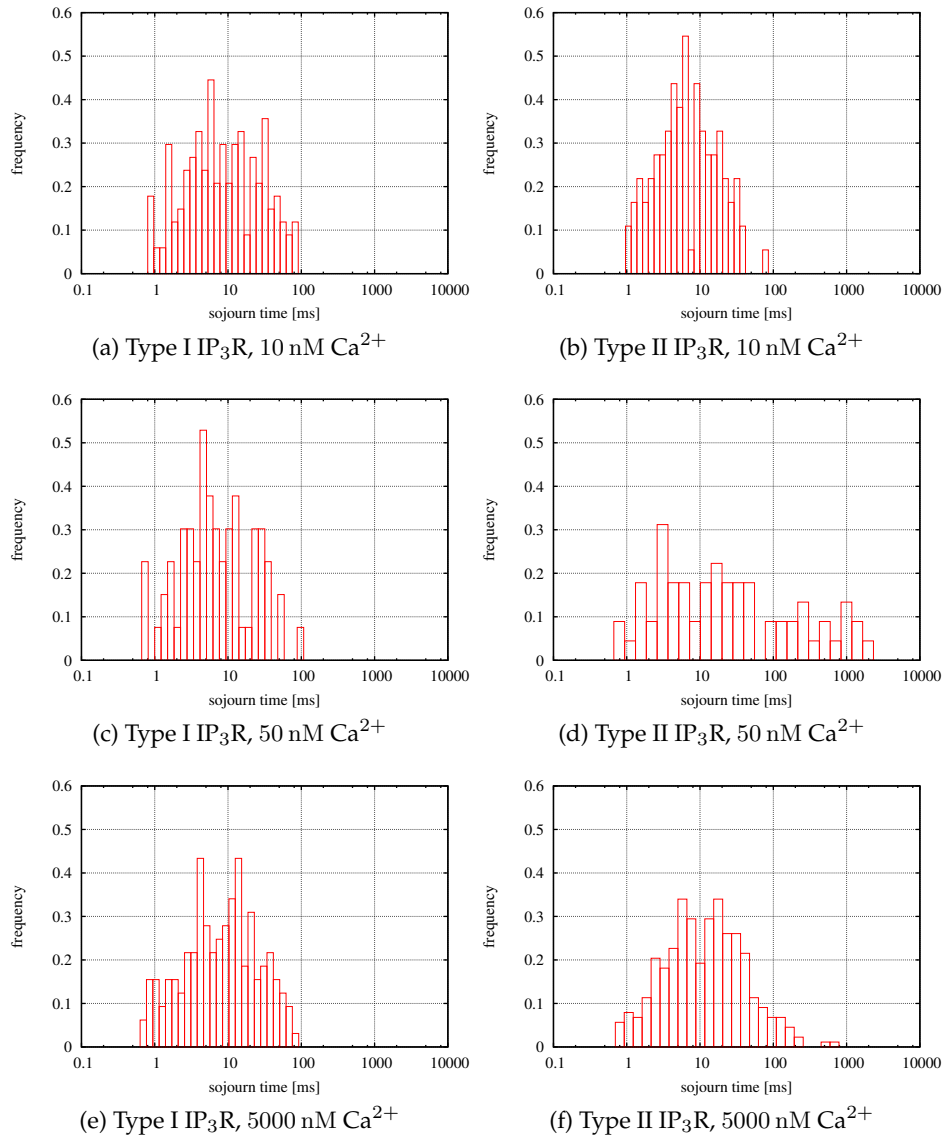 0.6
0.5
0.4
0.3
0.2
0.1
0
frequency
0.1 1 10 100 1000 10000
sojourn time [ms]
(a) Type I IP₃R, 10 nM Ca²⁺
0.6
0.5
0.4
0.3
0.2
0.1
0
frequency
0.1 1 10 100 1000 10000
sojourn time [ms]
(b) Type II IP₃R, 10 nM Ca²⁺
0.6
0.5
0.4
0.3
0.2
0.1
0
frequency
0.1 1 10 100 1000 10000
sojourn time [ms]
(c) Type I IP₃R, 50 nM Ca²⁺
0.6
0.5
0.4
0.3
0.2
0.1
0
frequency
0.1 1 10 100 1000 10000
sojourn time [ms]
(d) Type II IP₃R, 50 nM Ca²⁺
0.6
0.5
0.4
0.3
0.2
0.1
0
frequency
0.1 1 10 100 1000 10000
sojourn time [ms]
(e) Type I IP₃R, 5000 nM Ca²⁺
0.6
0.5
0.4
0.3
0.2
0.1
0
frequency
0.1 1 10 100 1000 10000
sojourn time [ms]
(f) Type II IP₃R, 5000 nM Ca²⁺